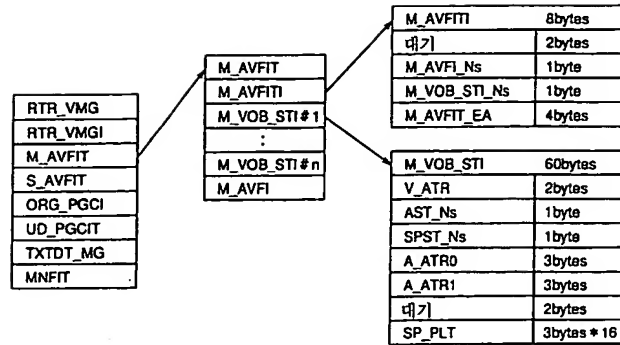 RTR_VMG
RTR_VMGI
M_AVFIT
S_AVFIT
ORG_PGCI
UD_PGCIT
TXTDT_MG
MNFIT
M_AVFIT
M_AVFITI
M_VOB_STI#1
:
M_VOB_STI#n
M_AVFI
M_AVFITI 8bytes
대기 2bytes
M_AVFI_Ns 1byte
M_VOB_STI_Ns 1byte
M_AVFIT_EA 4bytes
M_VOB_STI 60bytes
V_ATR 2bytes
AST_Ns 1byte
SPST_Ns 1byte
A_ATR0 3bytes
A_ATR1 3bytes
대기 2bytes
SP_PLT 3bytes*16